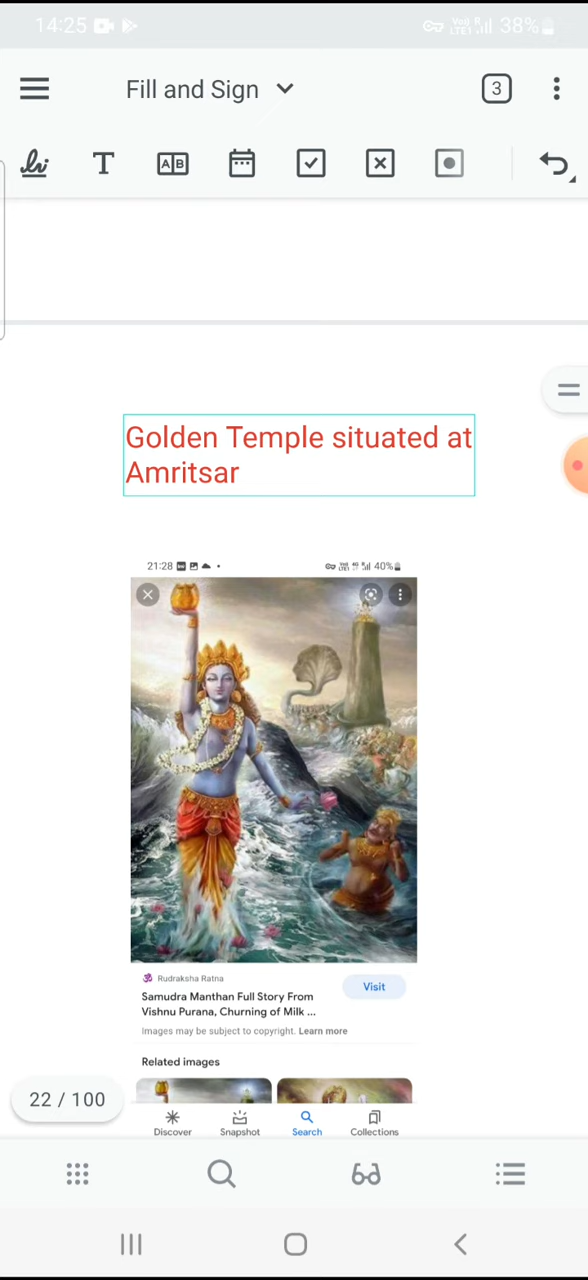 14:25
38%
Fill and Sign
3
T
A B
Golden Temple situated at
Amritsar
21:28
40%
Rudraksha Ratna
Visit
Samudra Manthan Full Story From
Vishnu Purana, Churning of Milk ...
Images may be subject to copyright. Learn more
Related images
22 / 100
Discover Snapshot Search Collections